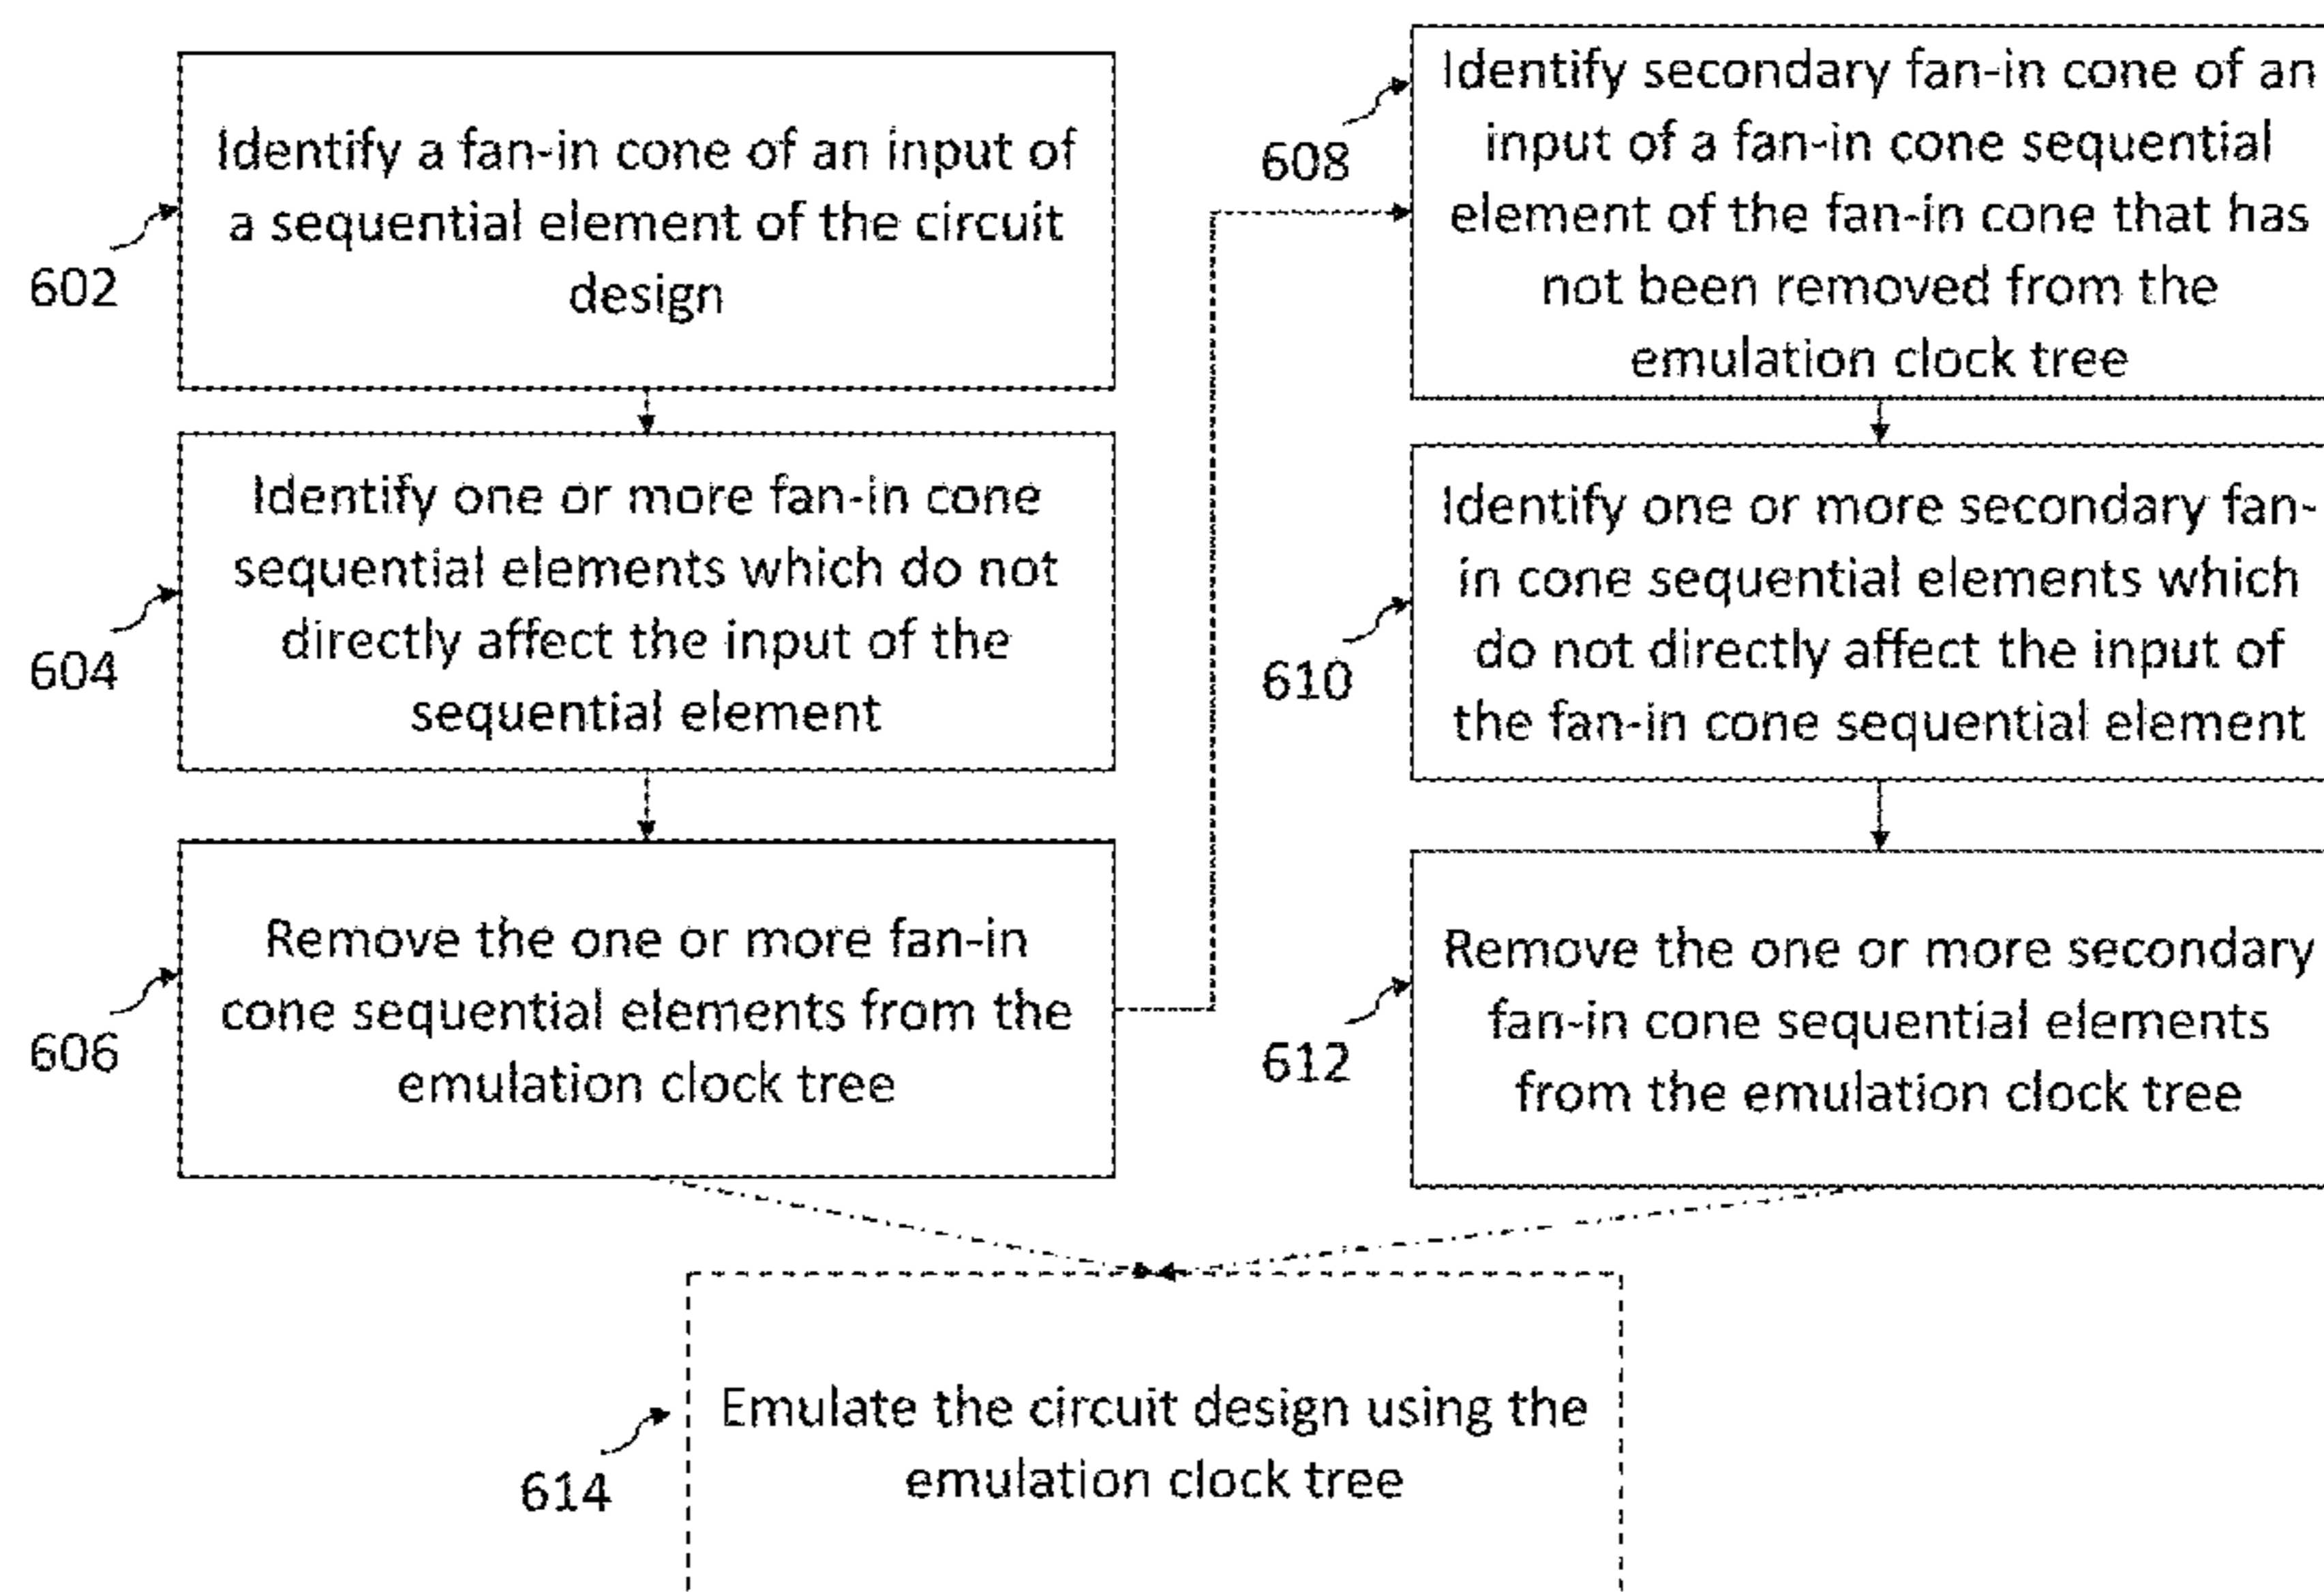 Identify a fan-in cone of an input of
a sequential element of the circuit
design
602
Identify one or more fan-in cone
sequential elements which do not
directly affect the input of the
sequential element
604
Remove the one or more fan-in
cone sequential elements from the
emulation clock tree
606
Identify secondary fan-in cone of an
input of a fan-in cone sequential
element of the fan-in cone that has
not been removed from the
emulation clock tree
608
Identify one or more secondary fan-
in cone sequential elements which
do not directly affect the input of
the fan-in cone sequential element
610
Remove the one or more secondary
fan-in cone sequential elements
from the emulation clock tree
612
Emulate the circuit design using the
emulation clock tree
614